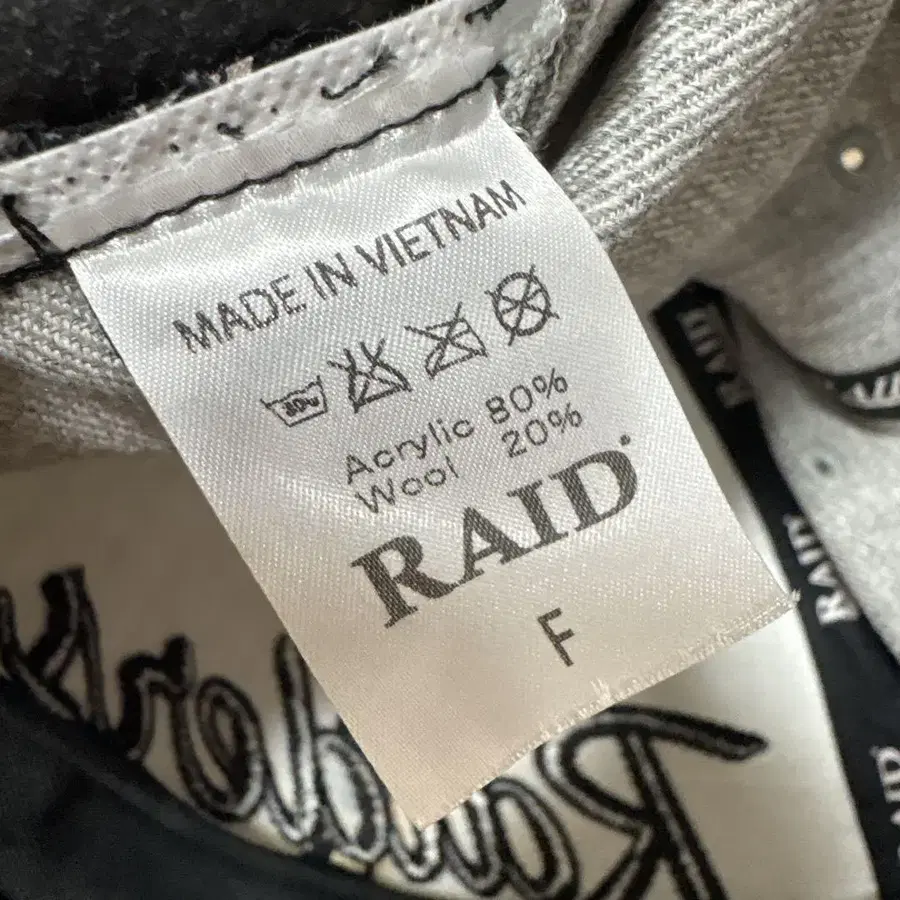 MADE IN VIETNAM
Acrylic 80%
Wool 20%
RAID
F
RAID
RAID
RAID